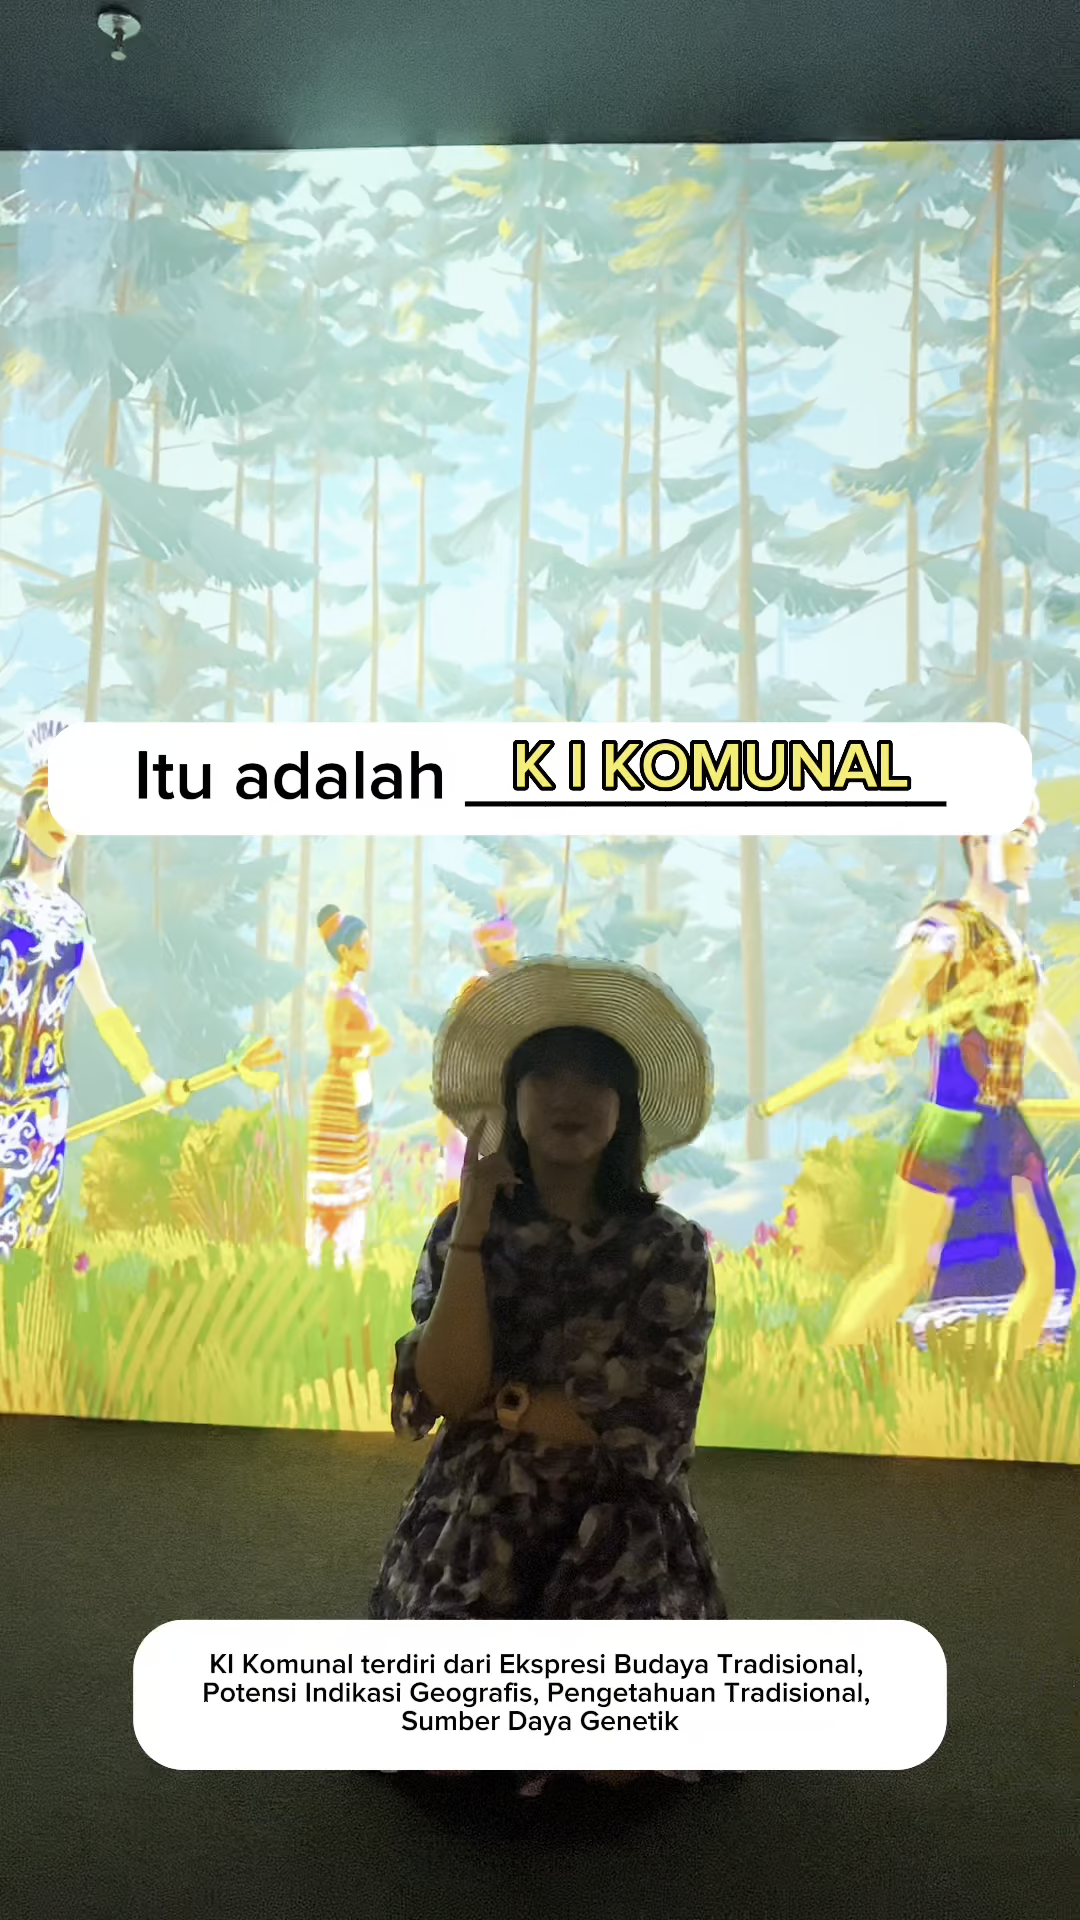 Itu adalah K I KOMUNAL
KI Komunal terdiri dari Ekspresi Budaya Tradisional,
Potensi Indikasi Geografis, Pengetahuan Tradisional,
Sumber Daya Genetik